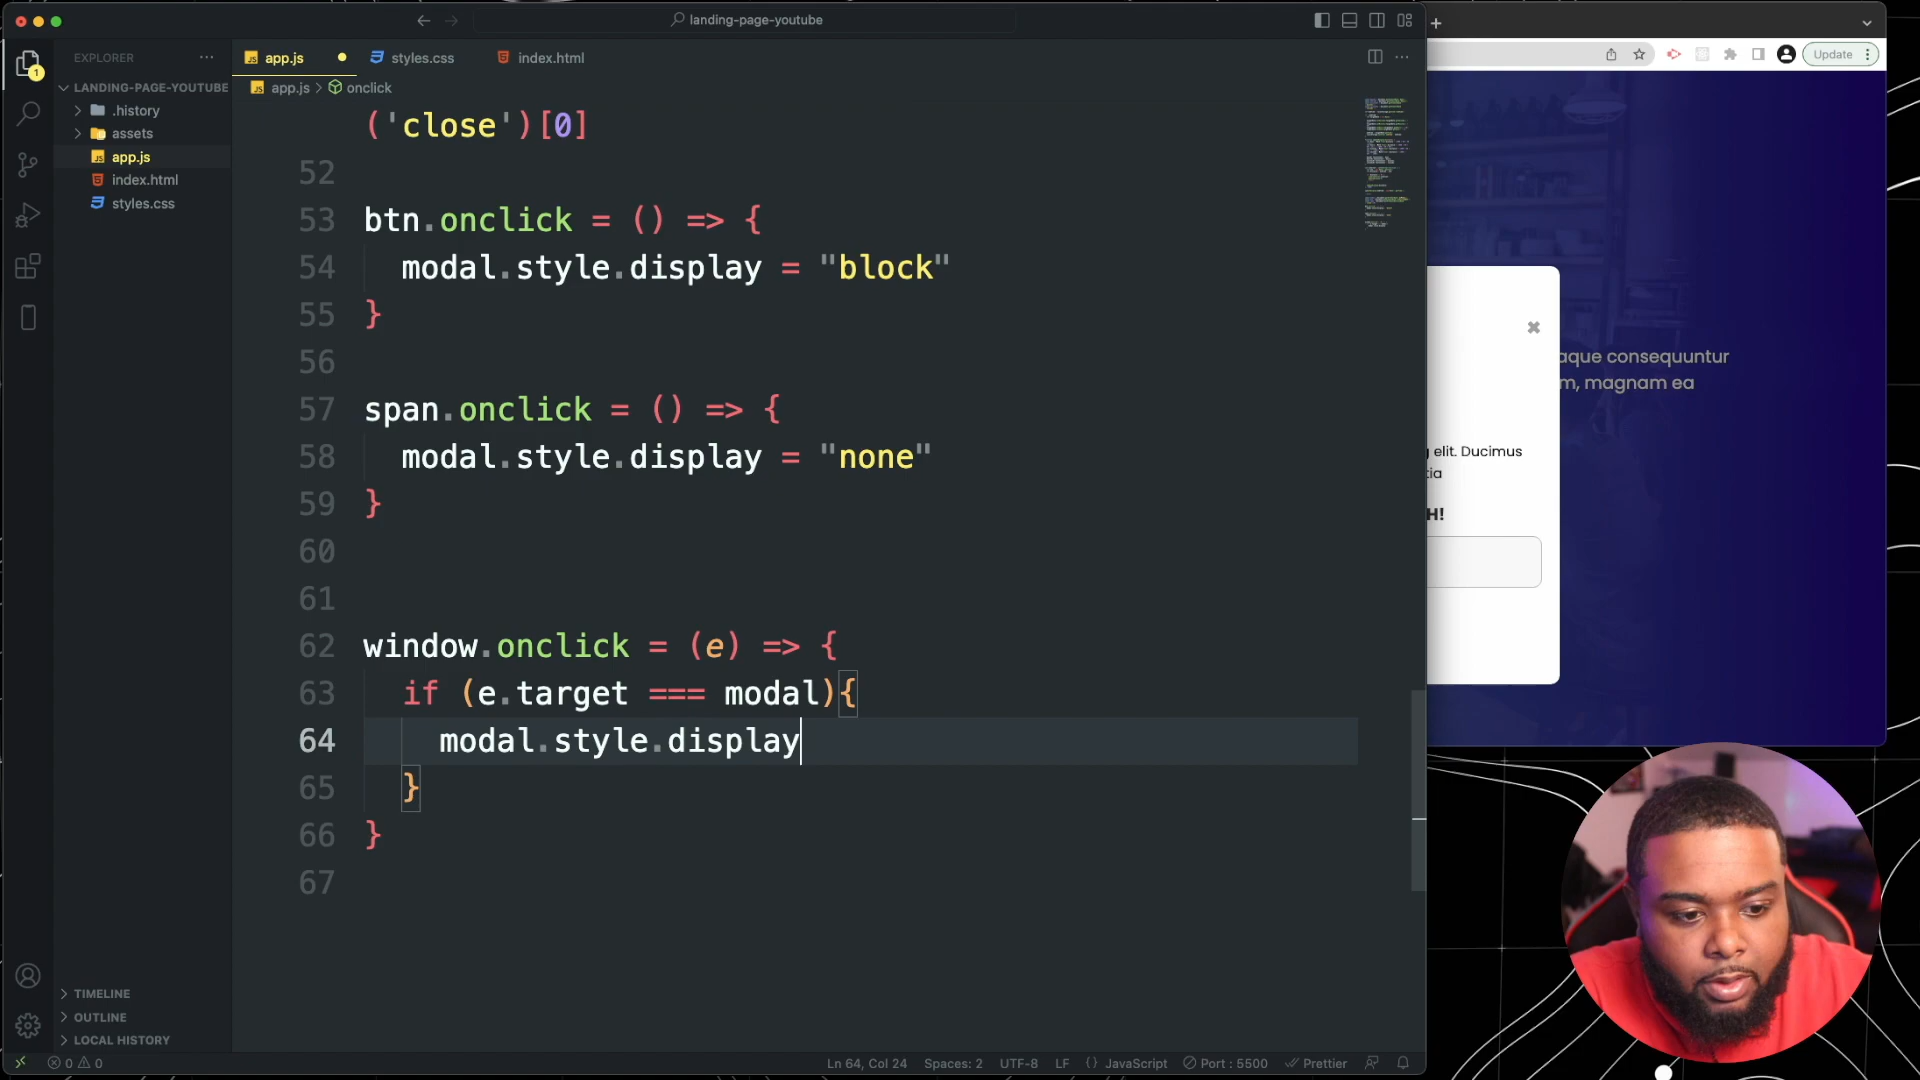 landing-page-youtube
EXPLORER
app.js
styles.css
index.html
Update
LANDING-PAGE-YOUTUBE
app.js > onclick
.history
assets
app.js
index.html
styles.css
1
('close')[0]
52
53 btn.onclick = () => {
54 modal.style.display = "block"
55 }
56
57 span.onclick = () => {
58 modal.style.display = "none"
59 }
60
61
62 window.onclick = (e) => {
63 if (e.target === modal){
64 modal.style.display
65 }
66 }
67
aque consequuntur
m, magnam ea
elit. Ducimus
tia
H!
TIMELINE
OUTLINE
LOCAL HISTORY
0 0
Ln 64, Col 24
Spaces: 2
UTF-8
LF
{} JavaScript
Port : 5500
Prettier